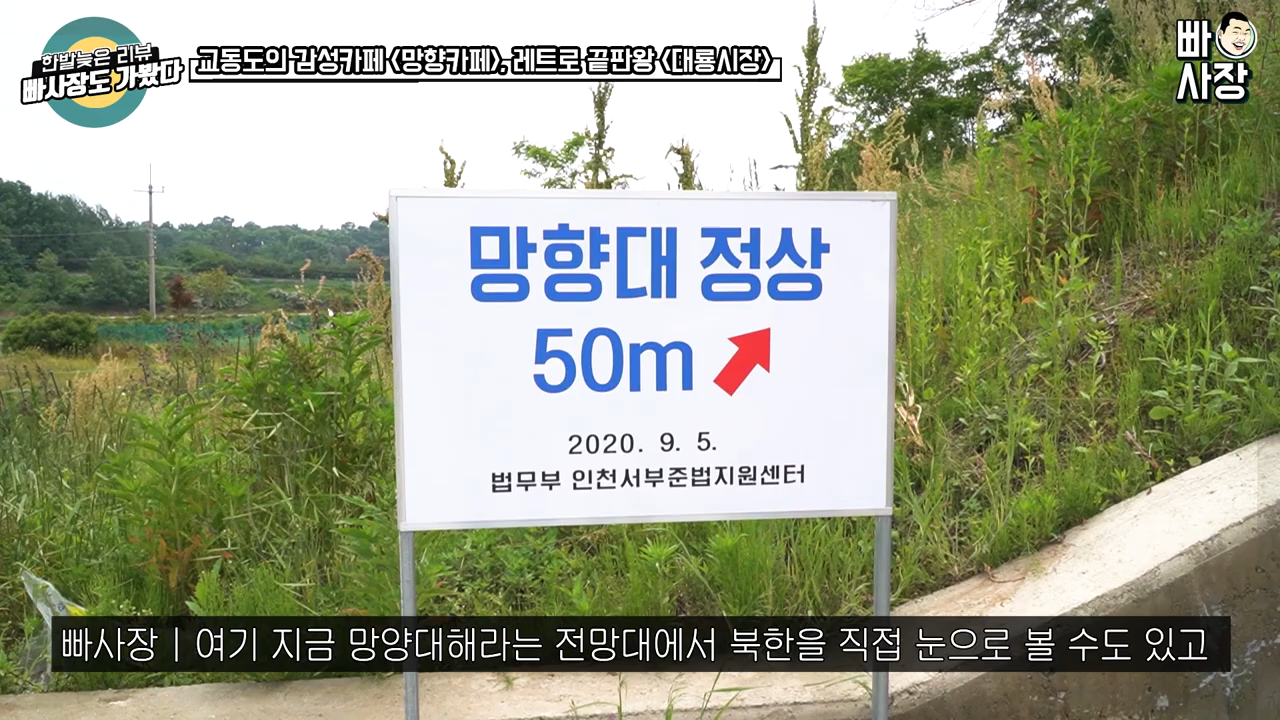 한발늦은 리뷰
빠사장도 가봤다
교동도의 감성카페 <망향카페>, 레트로 끝판왕 <대룡시장>
빠
사장
망향대 정상
50m
2020. 9. 5.
법무부 인천서부준법지원센터
빠사장 | 여기 지금 망양대해라는 전망대에서 북한을 직접 눈으로 볼 수도 있고